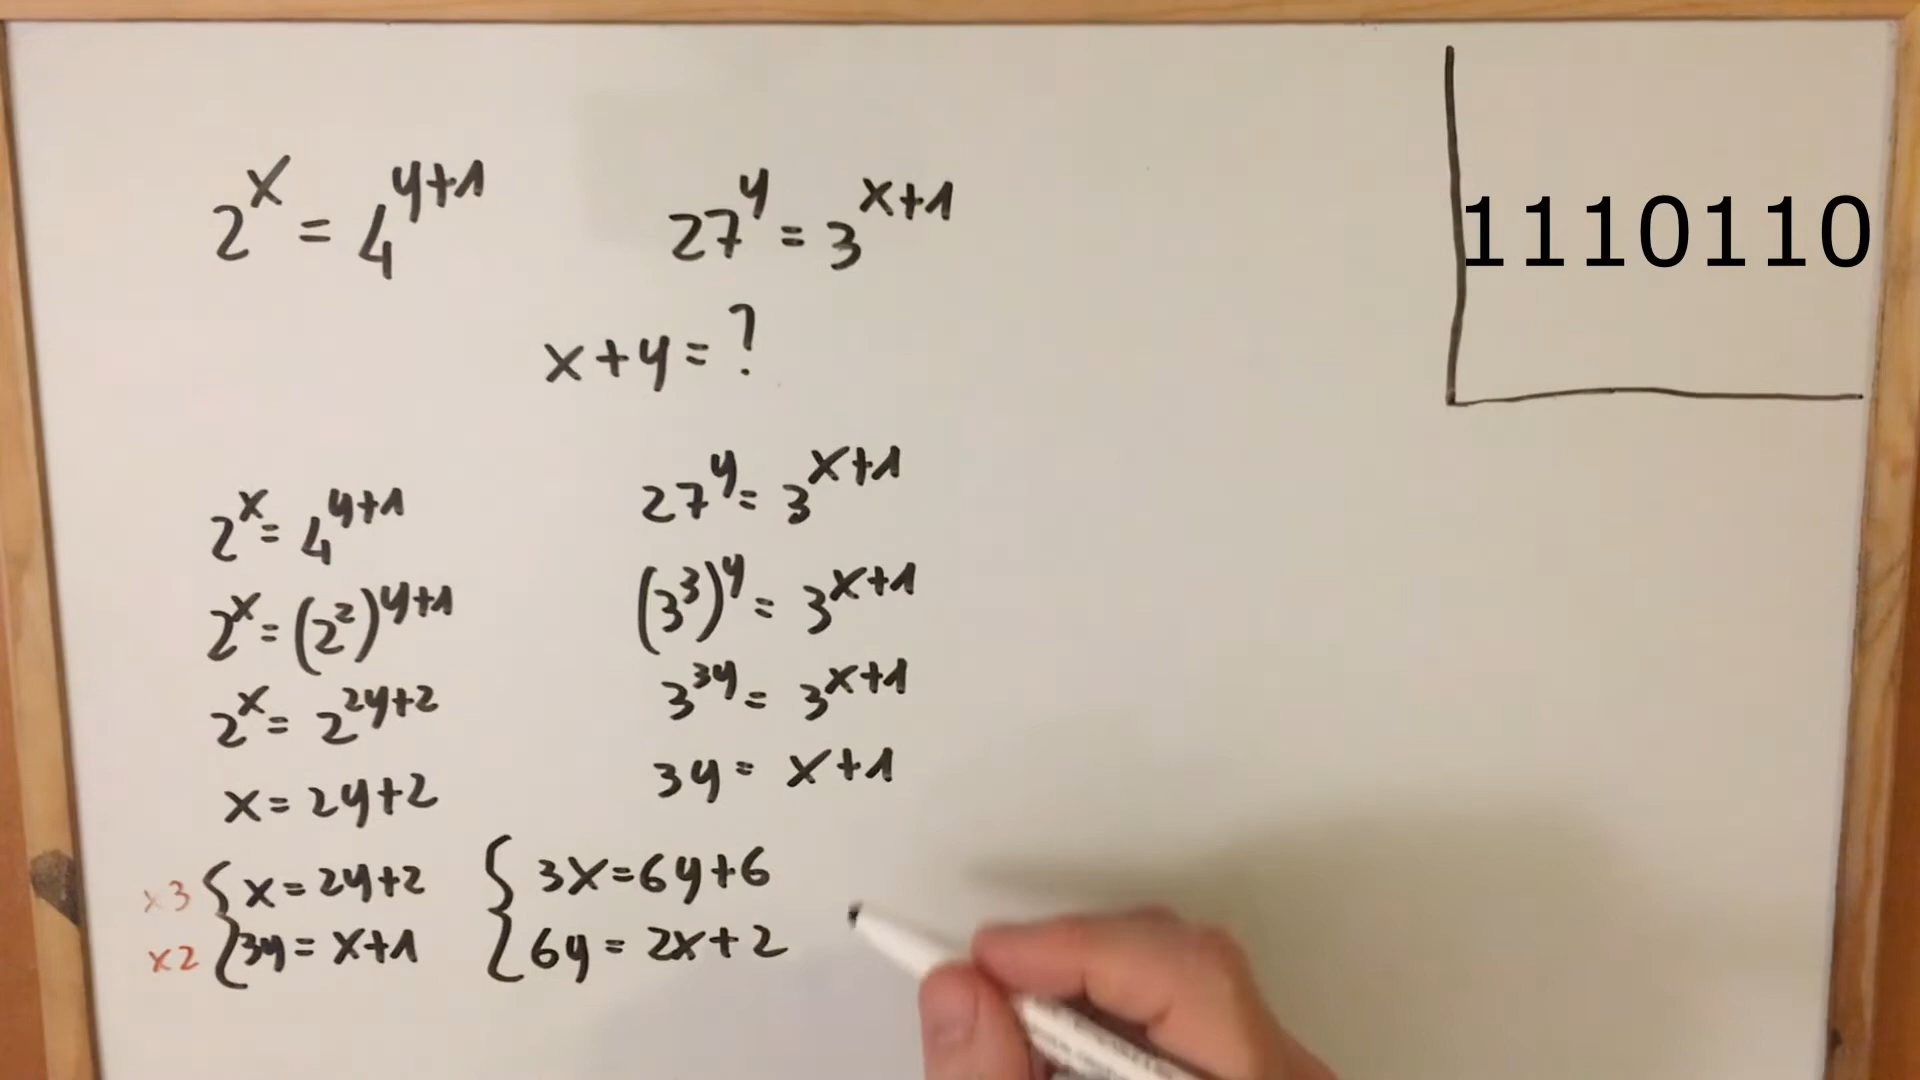 2^x = 4^{y+1}    27^y = 3^{x+1}
1110110
x+y=?
2^x = 4^{y+1}    27^y = 3^{x+1}
2^x = (2^2)^{y+1}    (3^3)^y = 3^{x+1}
2^x = 2^{2y+2}    3^{3y} = 3^{x+1}
x = 2y+2    3y = x+1
x3 { x = 2y+2    { 3x = 6y+6
x2 { 3y = x+1    { 6y = 2x+2